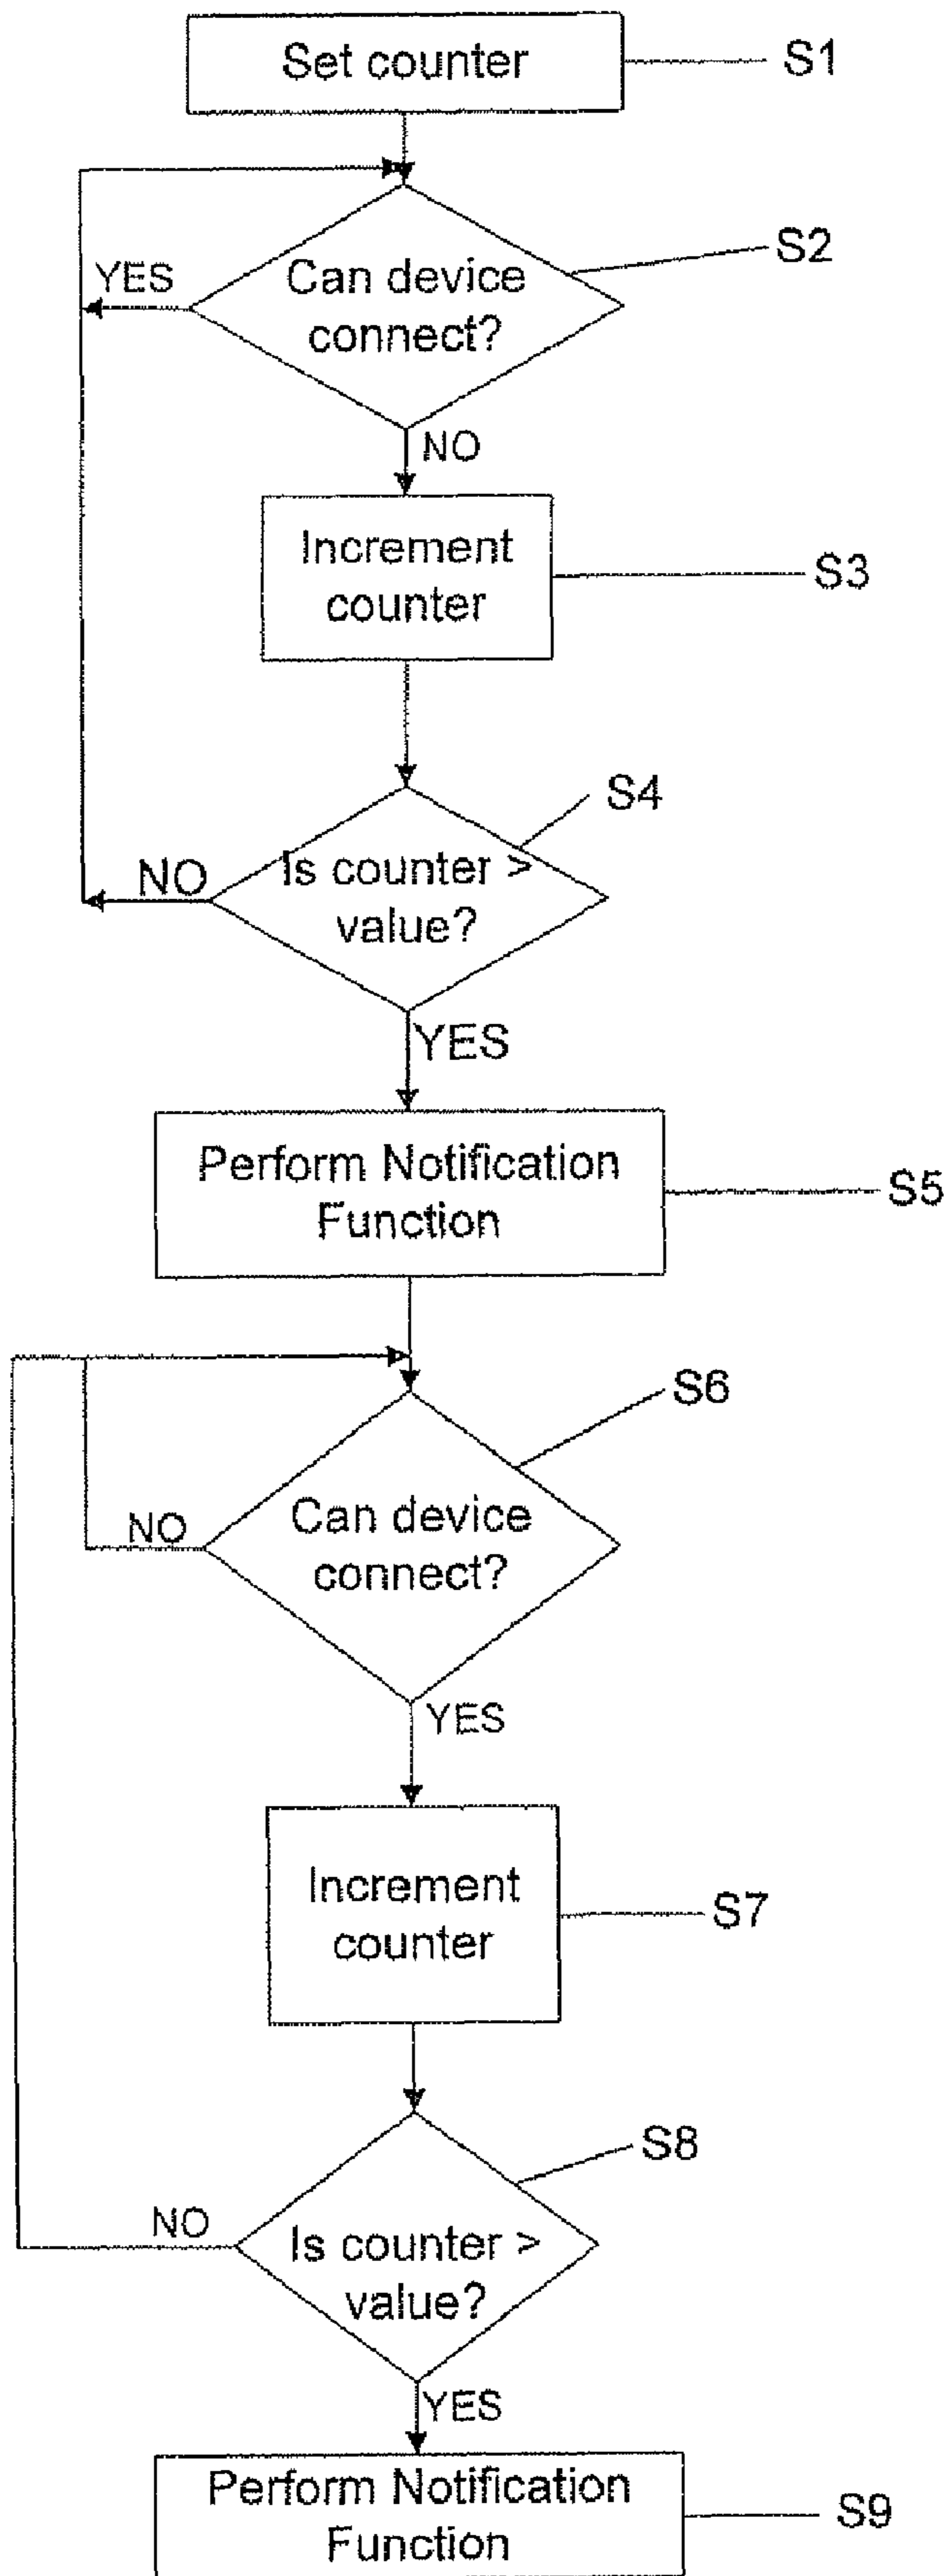 Set counter
S1
Can device
connect?
S2
YES
NO
Increment
counter
S3
Is counter >
value?
S4
NO
YES
Perform Notification
Function
S5
Can device
connect?
S6
NO
YES
Increment
counter
S7
Is counter >
value?
S8
NO
YES
Perform Notification
Function
S9